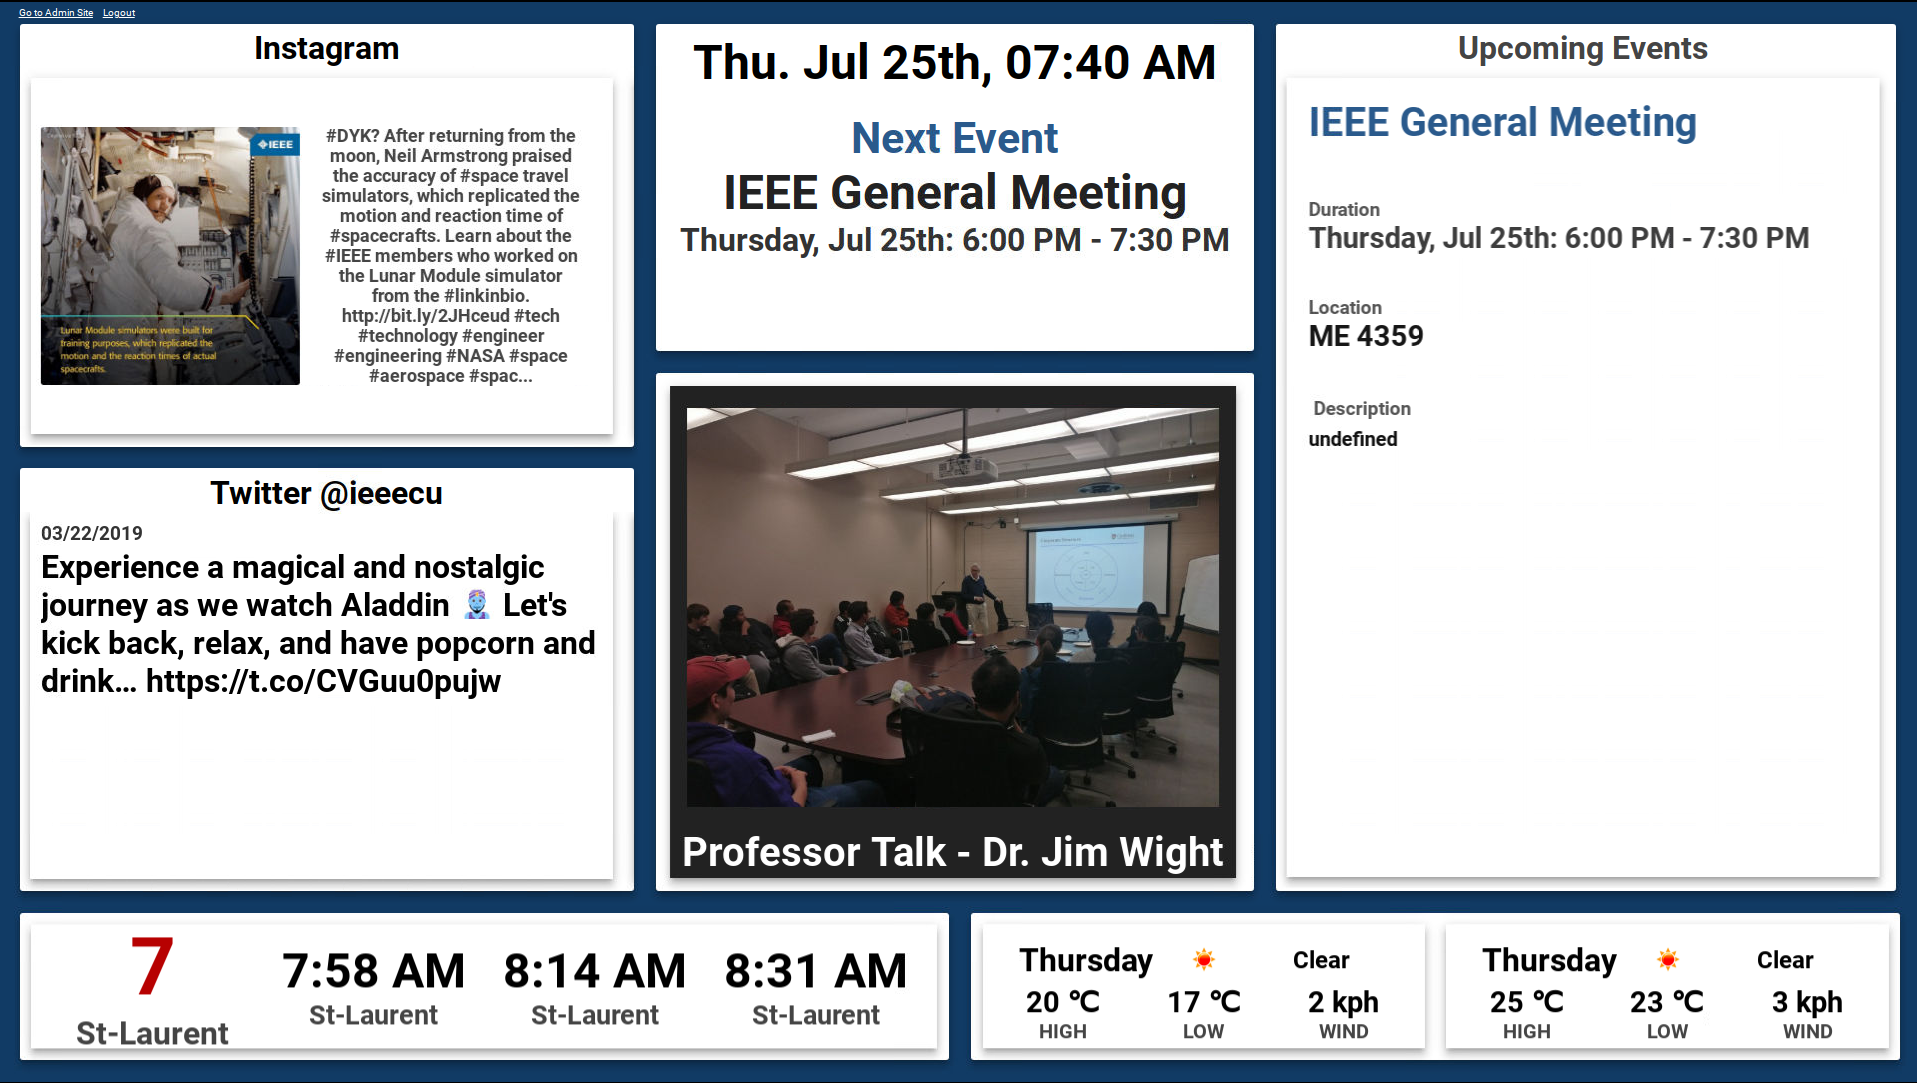 Go to Admin Site Logout
Instagram
IEEE
Lunar Module simulators were built for
training purposes, which replicated the
motion and the reaction times of actual
spacecrafts.
#DYK? After returning from the
moon, Neil Armstrong praised
the accuracy of #space travel
simulators, which replicated the
motion and reaction time of
#spacecrafts. Learn about the
#IEEE members who worked on
the Lunar Module simulator
from the #linkinbio.
http://bit.ly/2JHceud #tech
#technology #engineer
#engineering #NASA #space
#aerospace #spac...
Twitter @ieeecu
03/22/2019
Experience a magical and nostalgic
journey as we watch Aladdin 🧞‍♂️ Let's
kick back, relax, and have popcorn and
drink… https://t.co/CVGuu0pujw
Thu. Jul 25th, 07:40 AM
Next Event
IEEE General Meeting
Thursday, Jul 25th: 6:00 PM - 7:30 PM
Professor Talk - Dr. Jim Wight
Upcoming Events
IEEE General Meeting
Duration
Thursday, Jul 25th: 6:00 PM - 7:30 PM
Location
ME 4359
Description
undefined
7
St-Laurent
7:58 AM 8:14 AM 8:31 AM
St-Laurent St-Laurent St-Laurent
Thursday Clear
20 ℃ 17 ℃ 2 kph
HIGH LOW WIND
Thursday Clear
25 ℃ 23 ℃ 3 kph
HIGH LOW WIND